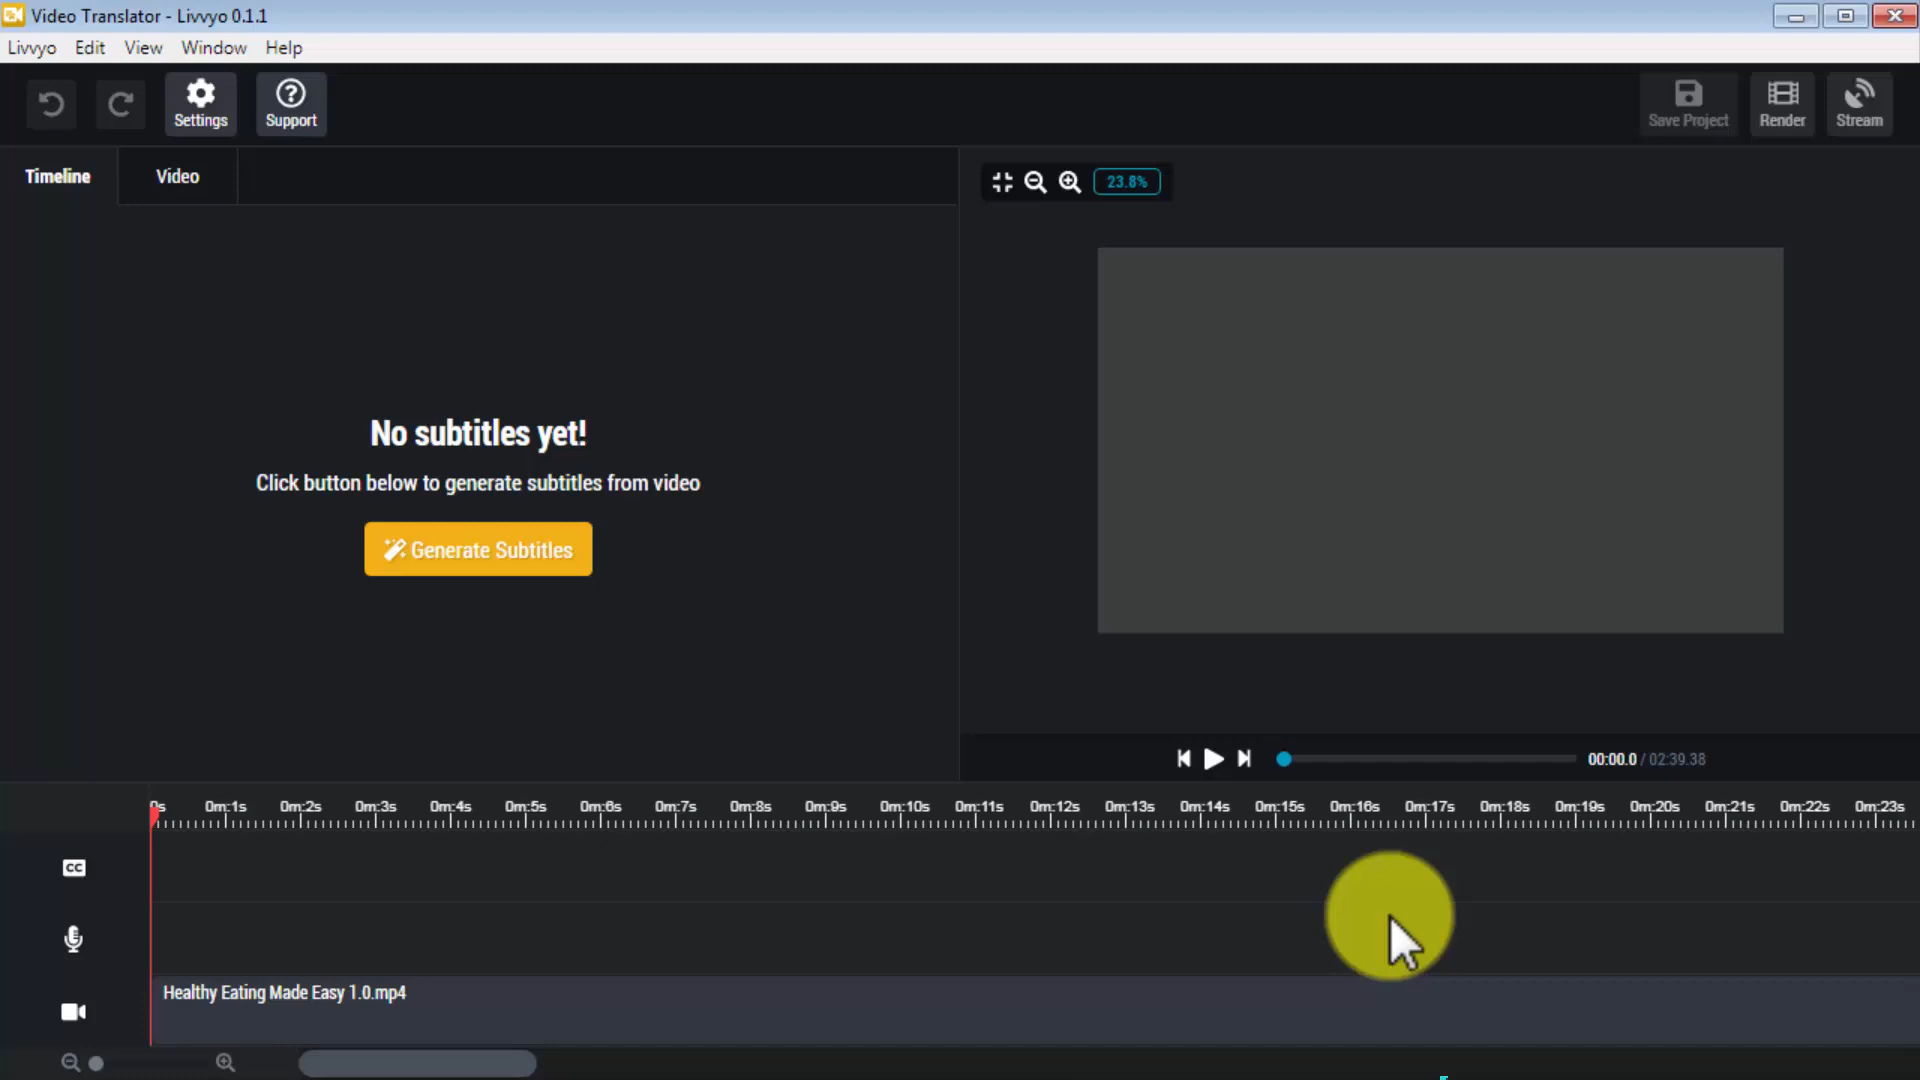 Video Translator - Livvyo 0.1.1
Livvyo Edit View Window Help
Settings Support Save Project Render Stream
Timeline Video
23.8%
No subtitles yet!
Click button below to generate subtitles from video
Generate Subtitles
00:00.0 / 02:39.38
0s 0m:1s 0m:2s 0m:3s 0m:4s 0m:5s 0m:6s 0m:7s 0m:8s 0m:9s 0m:10s 0m:11s 0m:12s 0m:13s 0m:14s 0m:15s 0m:16s 0m:17s 0m:18s 0m:19s 0m:20s 0m:21s 0m:22s 0m:23s
CC
Healthy Eating Made Easy 1.0.mp4